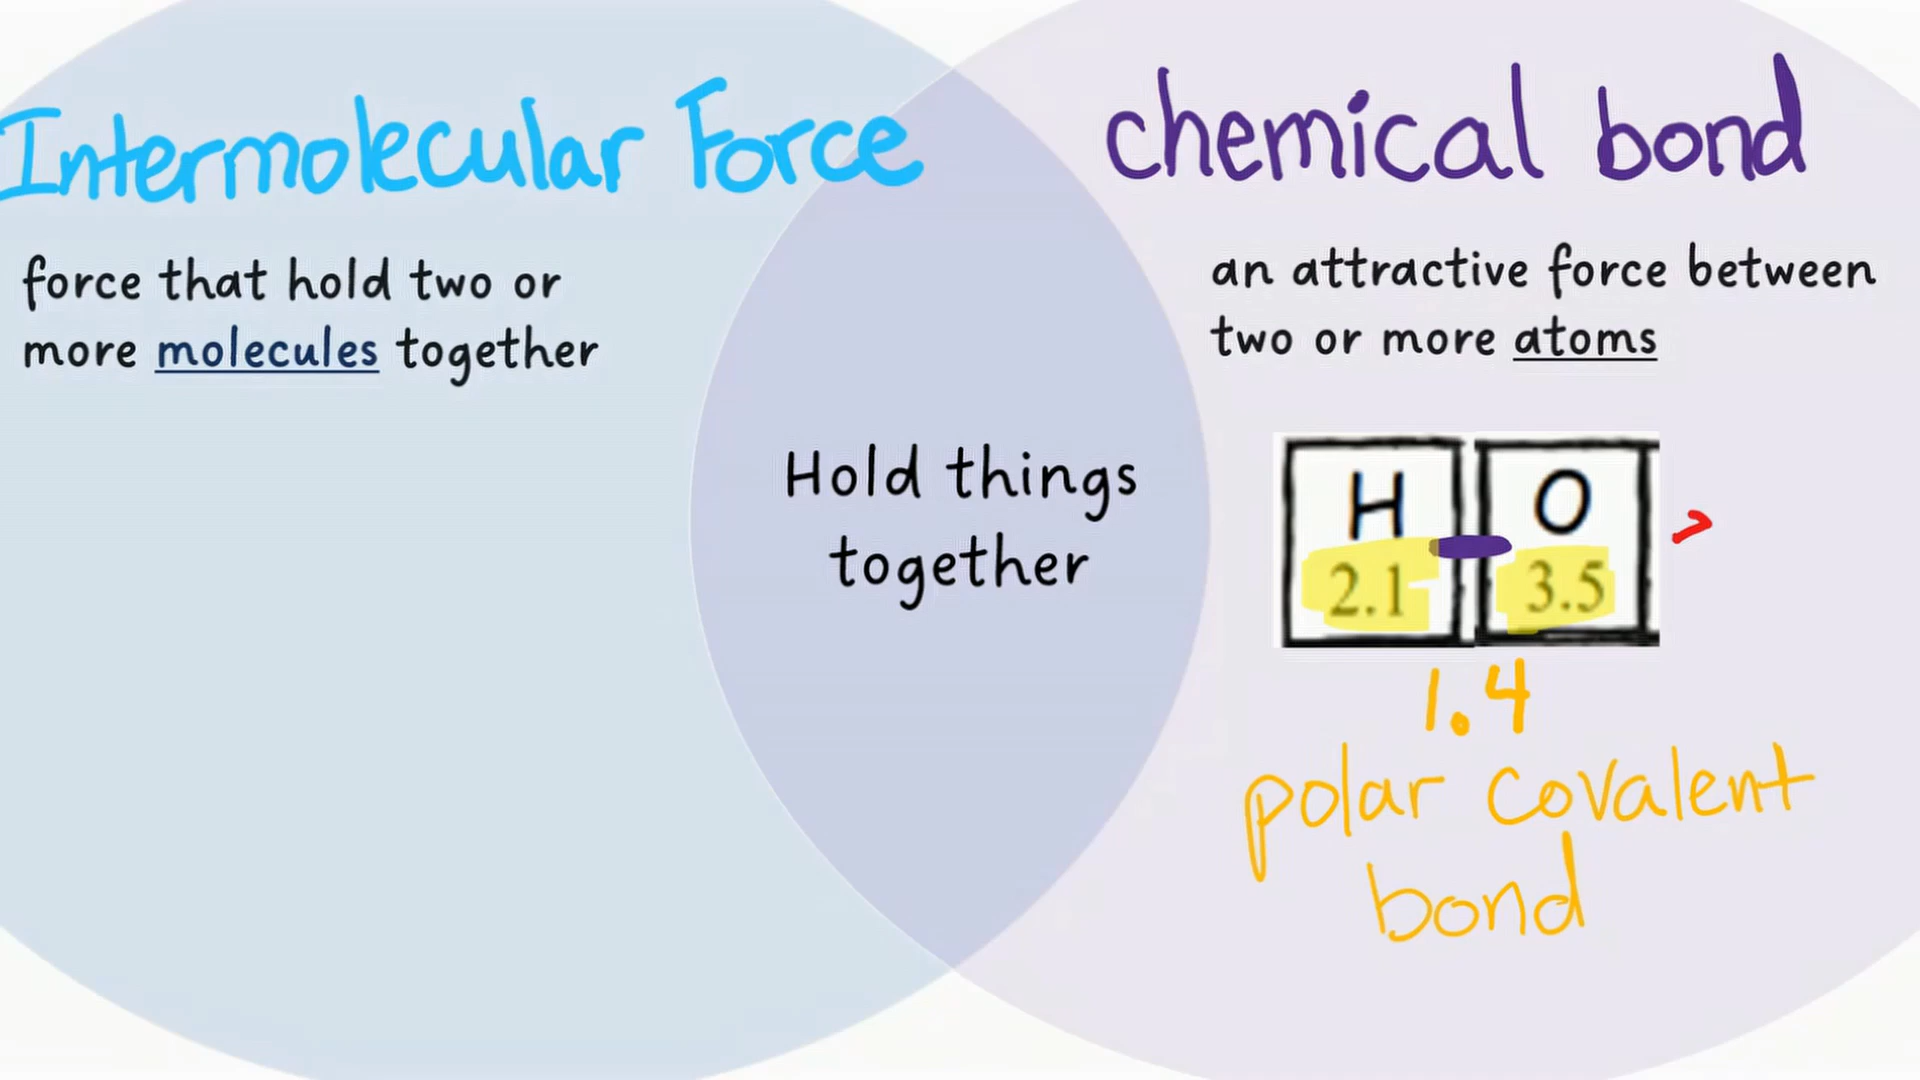 Intermolecular Force
force that hold two or
more molecules together
Hold things
together
chemical bond
an attractive force between
two or more atoms
H O
2.1 3.5
1.4
polar covalent
bond